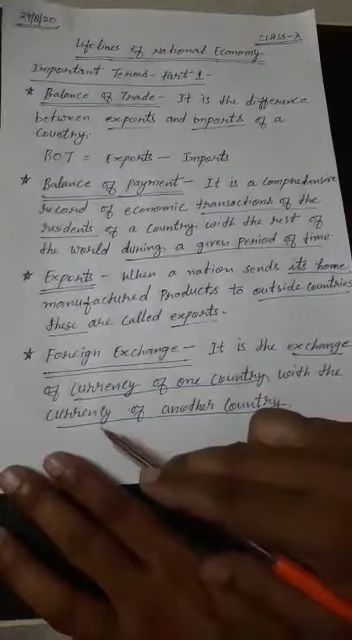 24/8/20
CLASS-X
Lifelines of National Economy
Important Terms- Part 1-
* Balance of Trade - It is the difference
between exports and imports of a
Country.
BOT = Exports - Imports
* Balance of Payment - It is a comprehensive
record of economic transactions of the
residents of a country with the rest of
the world during a given period of time
* Exports - When a nation sends its home
manufactured products to outside countries
these are called exports.
* Foreign Exchange - It is the exchange
of currency of one country with the
currency of another country.